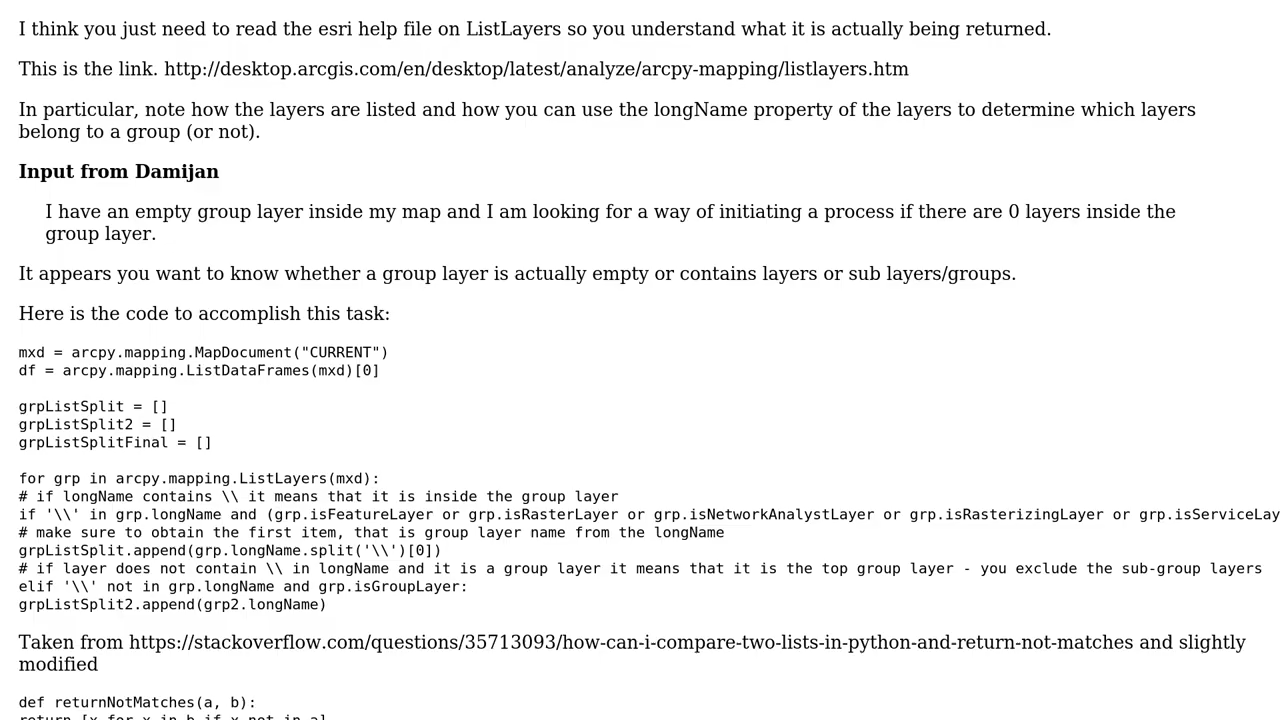 I think you just need to read the esri help file on ListLayers so you understand what it is actually being returned.
This is the link. http://desktop.arcgis.com/en/desktop/latest/analyze/arcpy-mapping/listlayers.htm
In particular, note how the layers are listed and how you can use the longName property of the layers to determine which layers
belong to a group (or not).
Input from Damijan
I have an empty group layer inside my map and I am looking for a way of initiating a process if there are 0 layers inside the
group layer.
It appears you want to know whether a group layer is actually empty or contains layers or sub layers/groups.
Here is the code to accomplish this task:
mxd = arcpy.mapping.MapDocument("CURRENT")
df = arcpy.mapping.ListDataFrames(mxd)[0]
grpListSplit = []
grpListSplit2 = []
grpListSplitFinal = []
for grp in arcpy.mapping.ListLayers(mxd):
# if longName contains \\ it means that it is inside the group layer
if '\\' in grp.longName and (grp.isFeatureLayer or grp.isRasterLayer or grp.isNetworkAnalystLayer or grp.isRasterizingLayer or grp.isServiceLay
# make sure to obtain the first item, that is group layer name from the longName
grpListSplit.append(grp.longName.split('\\')[0])
# if layer does not contain \\ in longName and it is a group layer it means that it is the top group layer - you exclude the sub-group layers
elif '\\' not in grp.longName and grp.isGroupLayer:
grpListSplit2.append(grp2.longName)
Taken from https://stackoverflow.com/questions/35713093/how-can-i-compare-two-lists-in-python-and-return-not-matches and slightly
modified
def returnNotMatches(a, b):
return [x for x in b if x not in a]